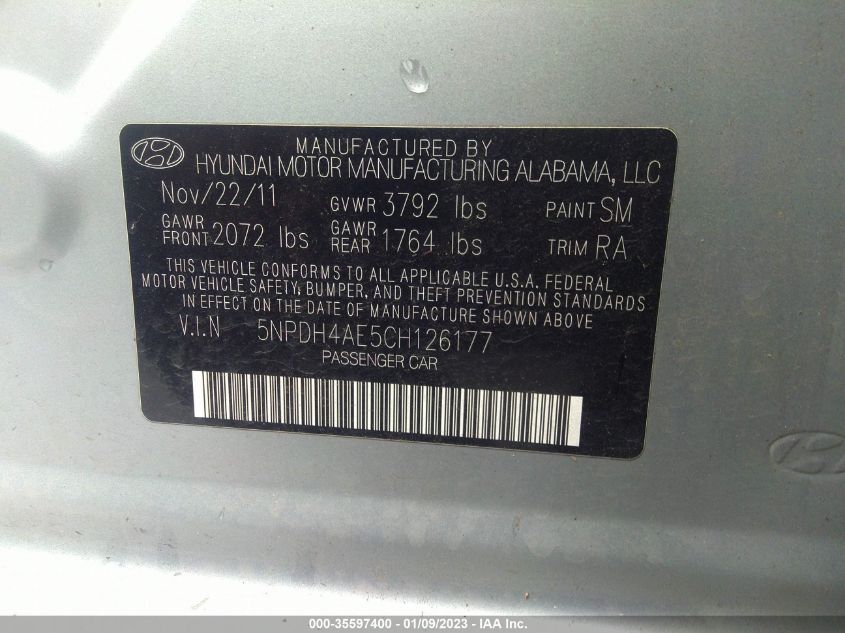 MANUFACTURED BY
HYUNDAI MOTOR MANUFACTURING ALABAMA, LLC
Nov/22/11 GVWR 3792 lbs PAINT SM
GAWR FRONT 2072 lbs GAWR REAR 1764 lbs TRIM RA
THIS VEHICLE CONFORMS TO ALL APPLICABLE U.S.A. FEDERAL
MOTOR VEHICLE SAFETY, BUMPER, AND THEFT PREVENTION STANDARDS
IN EFFECT ON THE DATE OF MANUFACTURE SHOWN ABOVE.
V.I.N 5NPDH4AE5CH126177
PASSENGER CAR
000-35597400 - 01/09/2023 - IAA Inc.